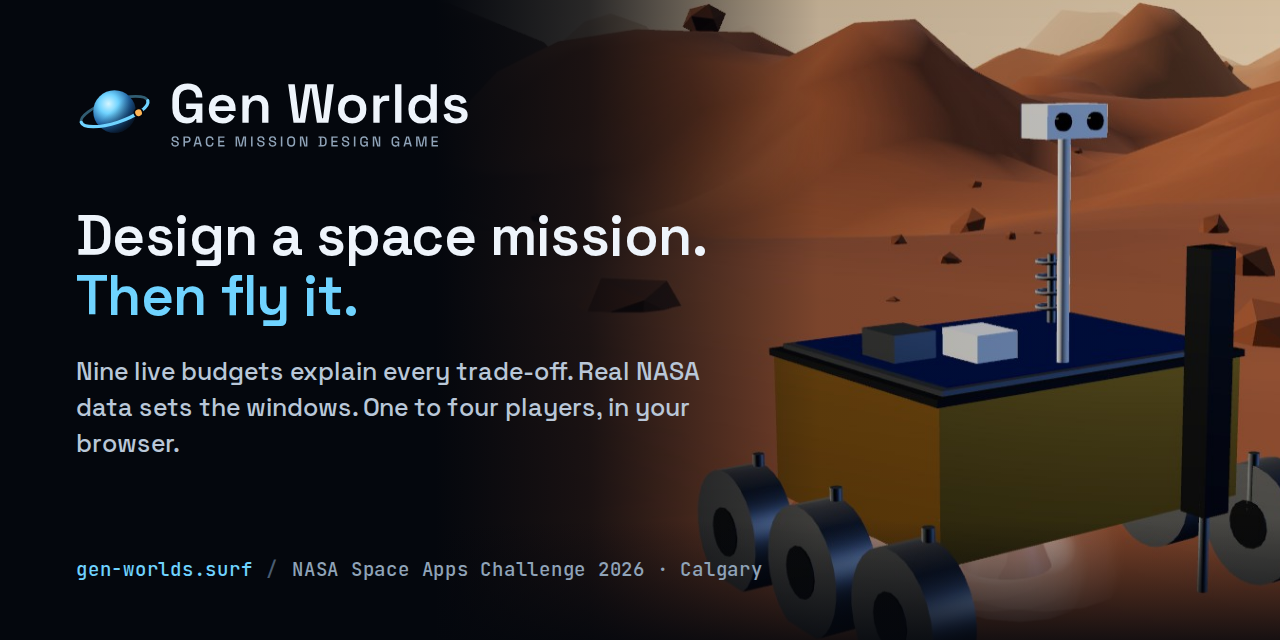 Gen Worlds
SPACE MISSION DESIGN GAME
Design a space mission.
Then fly it.
Nine live budgets explain every trade-off. Real NASA
data sets the windows. One to four players, in your
browser.
gen-worlds.surf / NASA Space Apps Challenge 2026 · Calgary